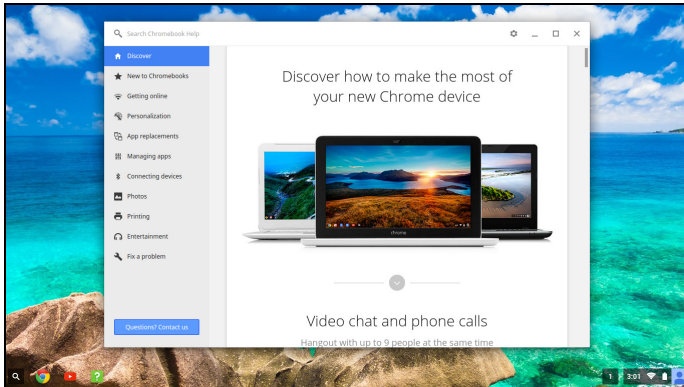 Search Chromebook Help
Discover
New to Chromebooks
Getting online
Personalization
App replacements
Managing apps
Connecting devices
Photos
Printing
Entertainment
Fix a problem
Questions? Contact us
Discover how to make the most of
your new Chrome device
chrome
Video chat and phone calls
Hangout with up to 9 people at the same time
?
1
3:01